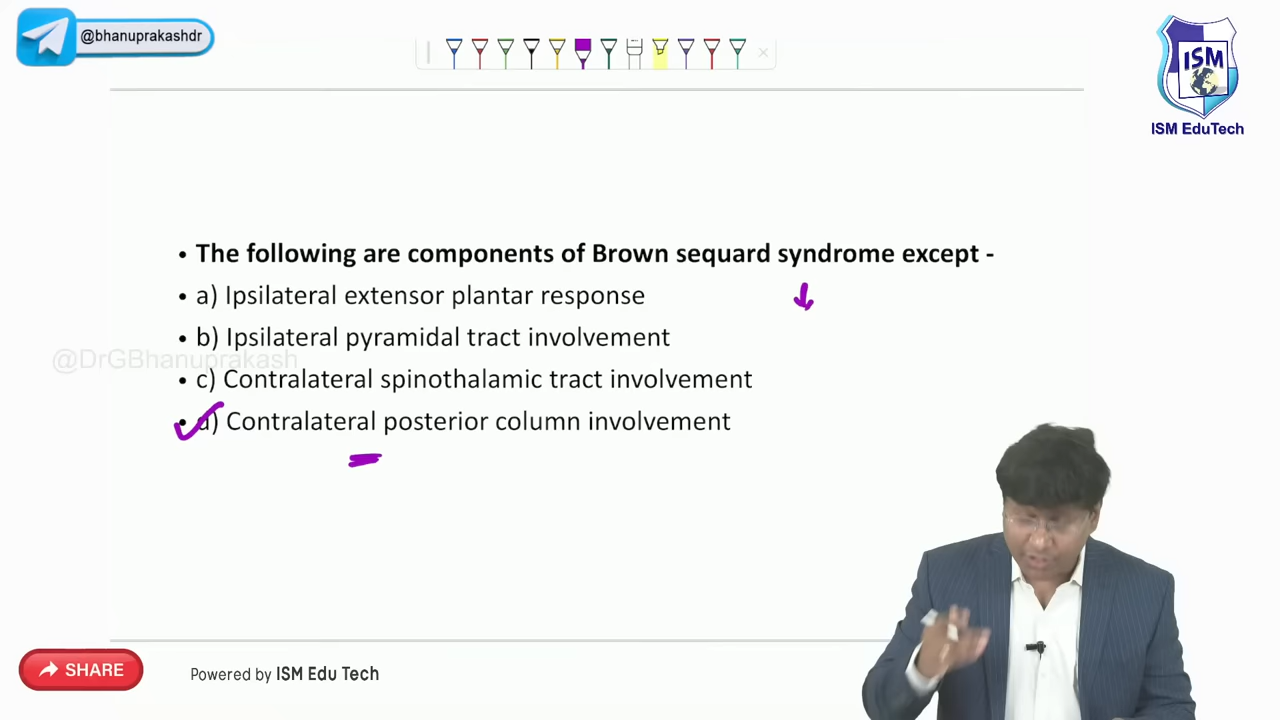 @bhanuprakashdr
ISM
ISM EduTech
• The following are components of Brown sequard syndrome except -
• a) Ipsilateral extensor plantar response
• b) Ipsilateral pyramidal tract involvement
@DrGBhanuprakash
• c) Contralateral spinothalamic tract involvement
• d) Contralateral posterior column involvement
SHARE
Powered by ISM Edu Tech